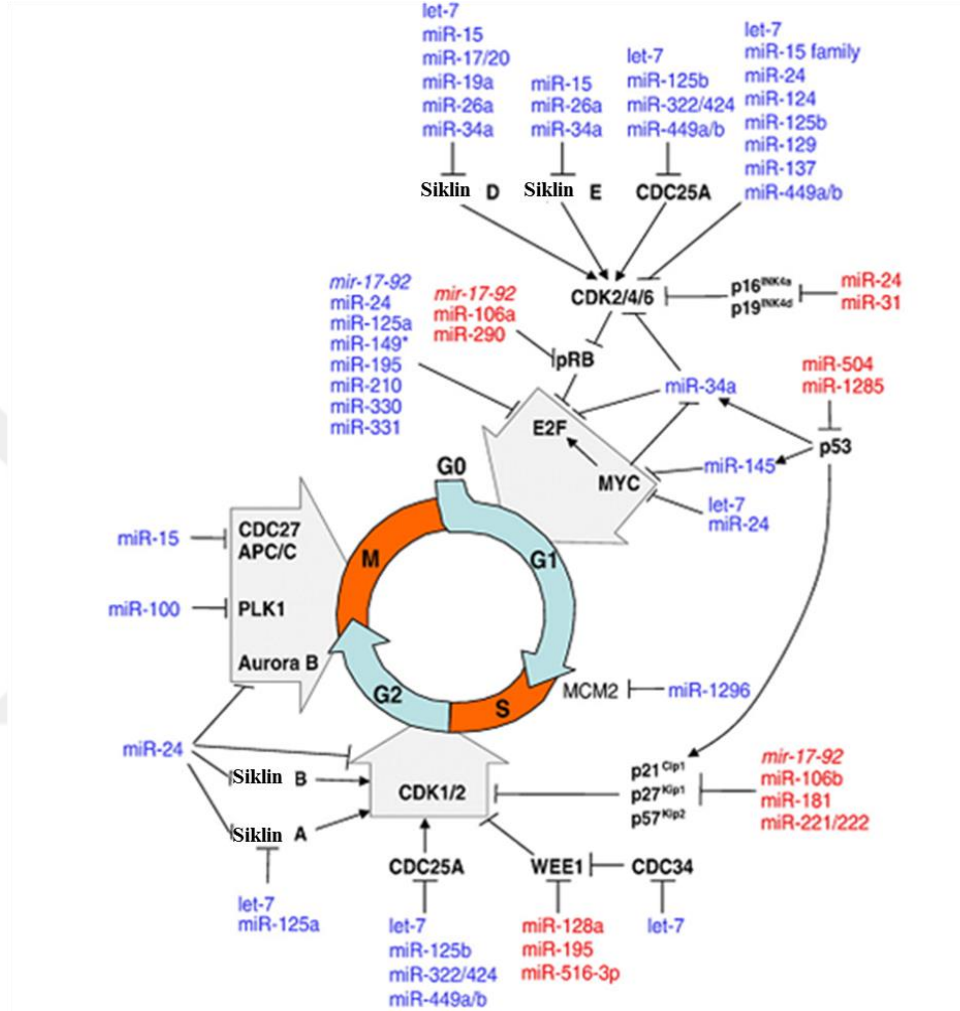 let-7
miR-15
miR-17/20
miR-19a
miR-26a
miR-34a
miR-15
miR-26a
miR-34a
let-7
miR-125b
miR-322/424
miR-449a/b
let-7
miR-15 family
miR-24
miR-124
miR-125b
miR-129
miR-137
miR-449a/b
Siklin D
Siklin E
CDC25A
mir-17-92
miR-24
miR-125a
miR-149*
miR-195
miR-210
miR-330
miR-331
mir-17-92
miR-106a
miR-290
CDK2/4/6
p16INK4a
p19INK4d
miR-24
miR-31
pRB
miR-34a
miR-504
miR-1285
E2F
MYC
p53
miR-145
let-7
miR-24
G0
G1
M
G2
S
miR-15
CDC27
APC/C
miR-100
PLK1
Aurora B
MCM2
miR-1296
miR-24
Siklin B
Siklin A
CDK1/2
p21Cip1
p27Kip1
p57Kip2
mir-17-92
miR-106b
miR-181
miR-221/222
let-7
miR-125a
CDC25A
WEE1
CDC34
let-7
miR-125b
miR-322/424
miR-449a/b
miR-128a
miR-195
miR-516-3p
let-7